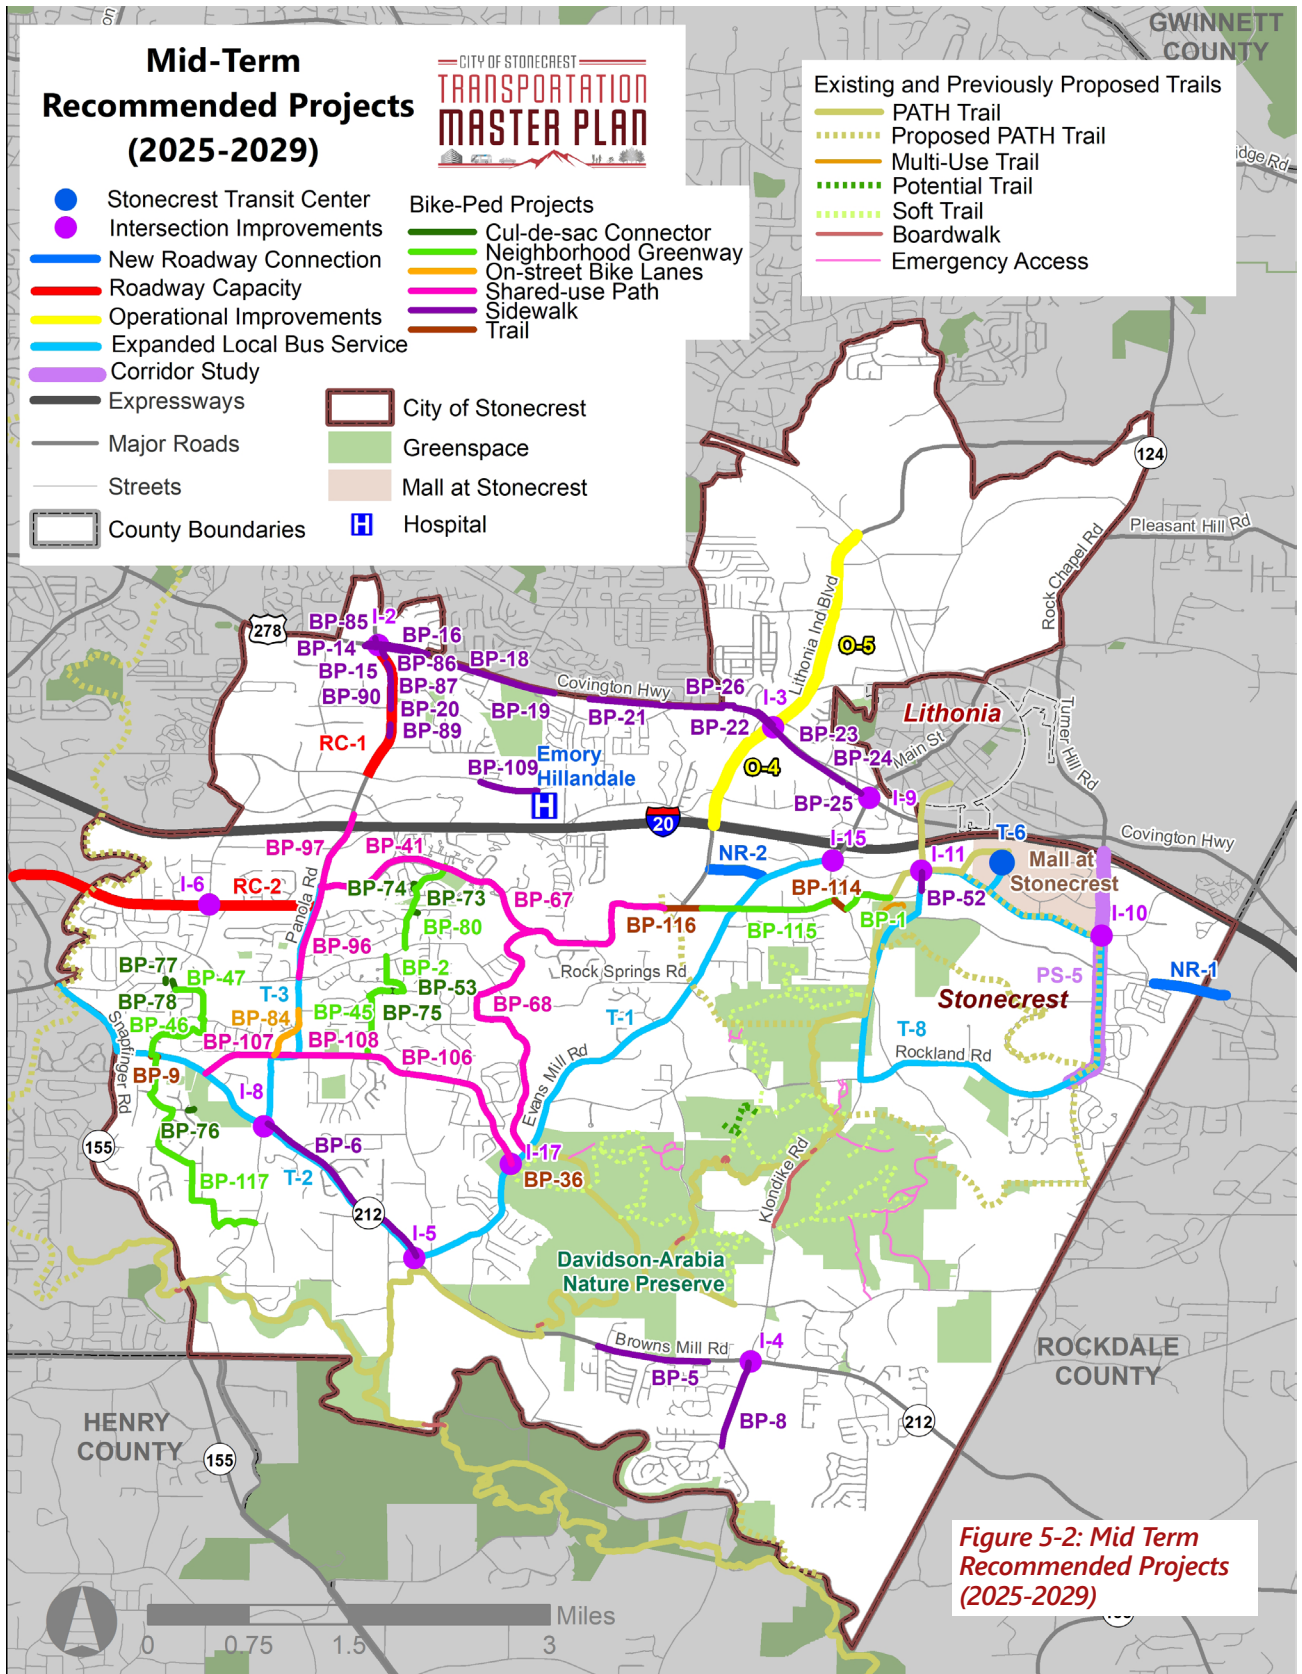 Mid-Term
Recommended Projects
(2025-2029)
CITY OF STONECREST
TRANSPORTATION
MASTER PLAN
Stonecrest Transit Center
Intersection Improvements
New Roadway Connection
Roadway Capacity
Operational Improvements
Expanded Local Bus Service
Corridor Study
Expressways
Major Roads
Streets
County Boundaries
Bike-Ped Projects
Cul-de-sac Connector
Neighborhood Greenway
On-street Bike Lanes
Shared-use Path
Sidewalk
Trail
City of Stonecrest
Greenspace
Mall at Stonecrest
H Hospital
Existing and Previously Proposed Trails
PATH Trail
Proposed PATH Trail
Multi-Use Trail
Potential Trail
Soft Trail
Boardwalk
Emergency Access
GWINNETT
COUNTY
idge Rd
on
124
Pleasant Hill Rd
Rock Chapel Rd
Lithonia Ind Blvd
O-5
278
BP-85
I-2
BP-14
BP-16
BP-15
BP-86
BP-18
BP-90
BP-87
BP-20
BP-89
BP-19
Covington Hwy
BP-21
BP-26
I-3
BP-22
BP-23
BP-24
BP-25
I-9
Lithonia
Main St
Turner Hill Rd
RC-1
BP-109
Emory
Hillandale
H
O-4
20
Covington Hwy
BP-97
BP-41
I-15
NR-2
T-6
I-11
Mall at
Stonecrest
I-6
RC-2
BP-74
BP-73
BP-67
BP-114
BP-52
BP-1
I-10
Panola Rd
BP-80
BP-116
BP-115
BP-96
BP-77
BP-47
BP-2
BP-53
Rock Springs Rd
PS-5
NR-1
BP-78
T-3
BP-45
BP-75
BP-68
Stonecrest
BP-46
BP-84
T-1
T-8
Snapfinger Rd
BP-107
BP-108
BP-106
Rockland Rd
BP-9
I-8
Evans Mill Rd
BP-76
155
BP-6
I-17
BP-36
Klondike Rd
BP-117
T-2
212
I-5
Davidson-Arabia
Nature Preserve
Browns Mill Rd
I-4
BP-5
BP-8
212
ROCKDALE
COUNTY
HENRY
COUNTY
155
Figure 5-2: Mid Term
Recommended Projects
(2025-2029)
Miles
0 0.75 1.5 3